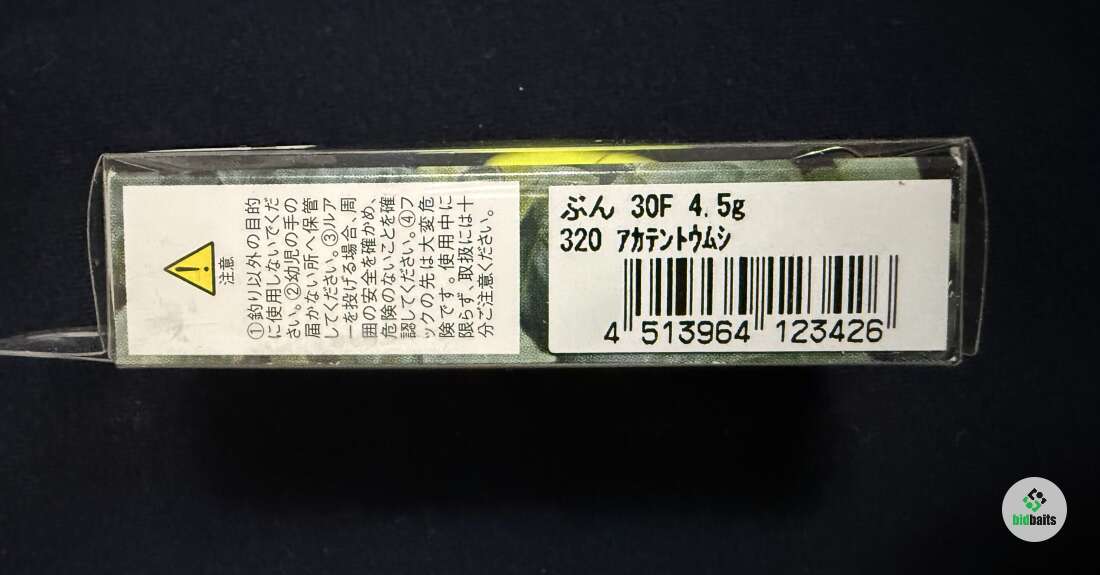 注意
①釣り以外の目的
に使用しないでくだ
さい。②幼児の手の
届かない所へ保管
してください。③ルア
ーを投げる場合、周
囲の安全を確かめ、
危険のないことを確
認してください。④フ
ックの先は大変危
険です。使用中に
限らず、取扱には十
分ご注意ください。
ぶん 30F 4.5g
320 アカテントウムシ
4 513964 123426
bidbaits